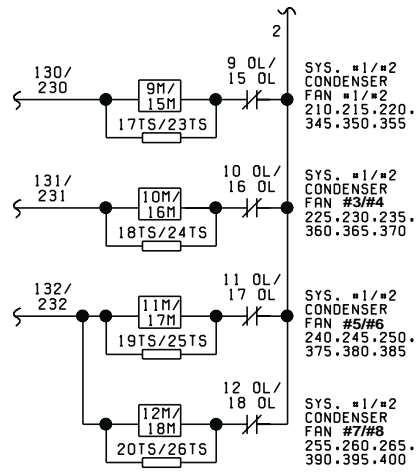 2
130/
230
9M/
15M
17TS/23TS
9 OL/
15 OL
SYS. #1/#2
CONDENSER
FAN #1/#2
210.215.220.
345.350.355
131/
231
10M/
16M
18TS/24TS
10 OL/
16 OL
SYS. #1/#2
CONDENSER
FAN #3/#4
225.230.235.
360.365.370
132/
232
11M/
17M
19TS/25TS
11 OL/
17 OL
SYS. #1/#2
CONDENSER
FAN #5/#6
240.245.250.
375.380.385
12M/
18M
20TS/26TS
12 OL/
18 OL
SYS. #1/#2
CONDENSER
FAN #7/#8
255.260.265.
390.395.400